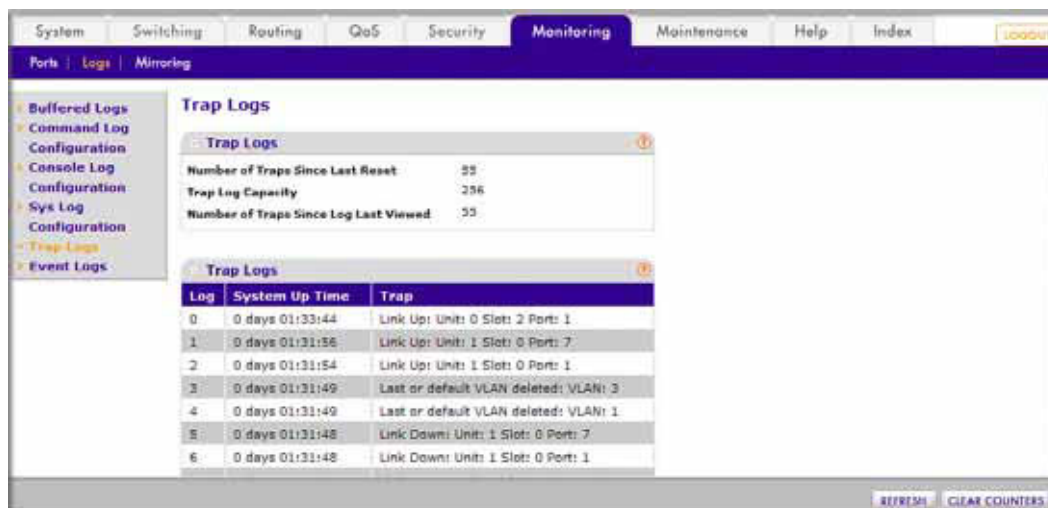 System Switching Routing QoS Security Monitoring Maintenance Help Index LOGOUT
Ports Logs Mirroring
Buffered Logs
Command Log
Configuration
Console Log
Configuration
Sys Log
Configuration
Trap Logs
Event Logs
Trap Logs
Trap Logs
Number of Traps Since Last Reset
Trap Log Capacity 256
Number of Traps Since Log Last Viewed
Trap Logs
Log System Up Time Trap
0 0 days 01:33:44 Link Up: Unit: 0 Slot: 2 Port: 1
1 0 days 01:31:56 Link Up: Unit: 1 Slot: 0 Port: 7
2 0 days 01:31:54 Link Up: Unit: 1 Slot: 0 Port: 1
3 0 days 01:31:49 Last or default VLAN deleted: VLAN: 3
4 0 days 01:31:49 Last or default VLAN deleted: VLAN: 1
5 0 days 01:31:48 Link Down: Unit: 1 Slot: 0 Port: 7
6 0 days 01:31:48 Link Down: Unit: 1 Slot: 0 Port: 1
REFRESH CLEAR COUNTERS